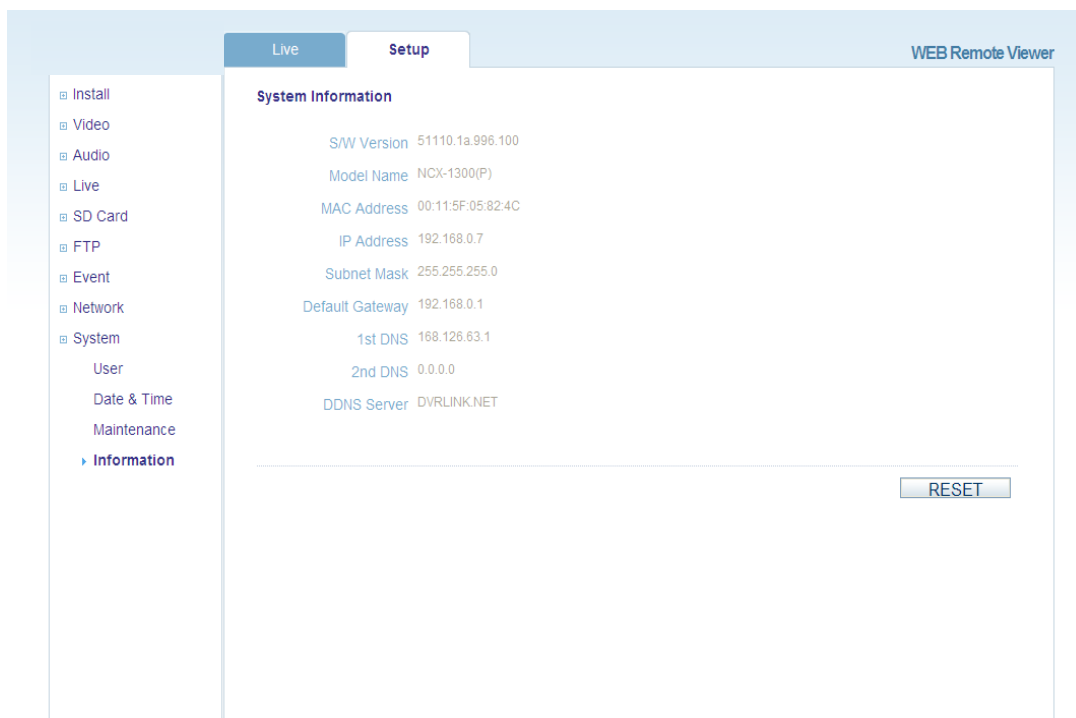 Live
Setup
WEB Remote Viewer
Install
Video
Audio
Live
SD Card
FTP
Event
Network
System
User
Date & Time
Maintenance
Information
System Information
S/W Version 51110.1a.996.100
Model Name NCX-1300(P)
MAC Address 00:11:5F:05:82:4C
IP Address 192.168.0.7
Subnet Mask 255.255.255.0
Default Gateway 192.168.0.1
1st DNS 168.126.63.1
2nd DNS 0.0.0.0
DDNS Server DVRLINK.NET
RESET